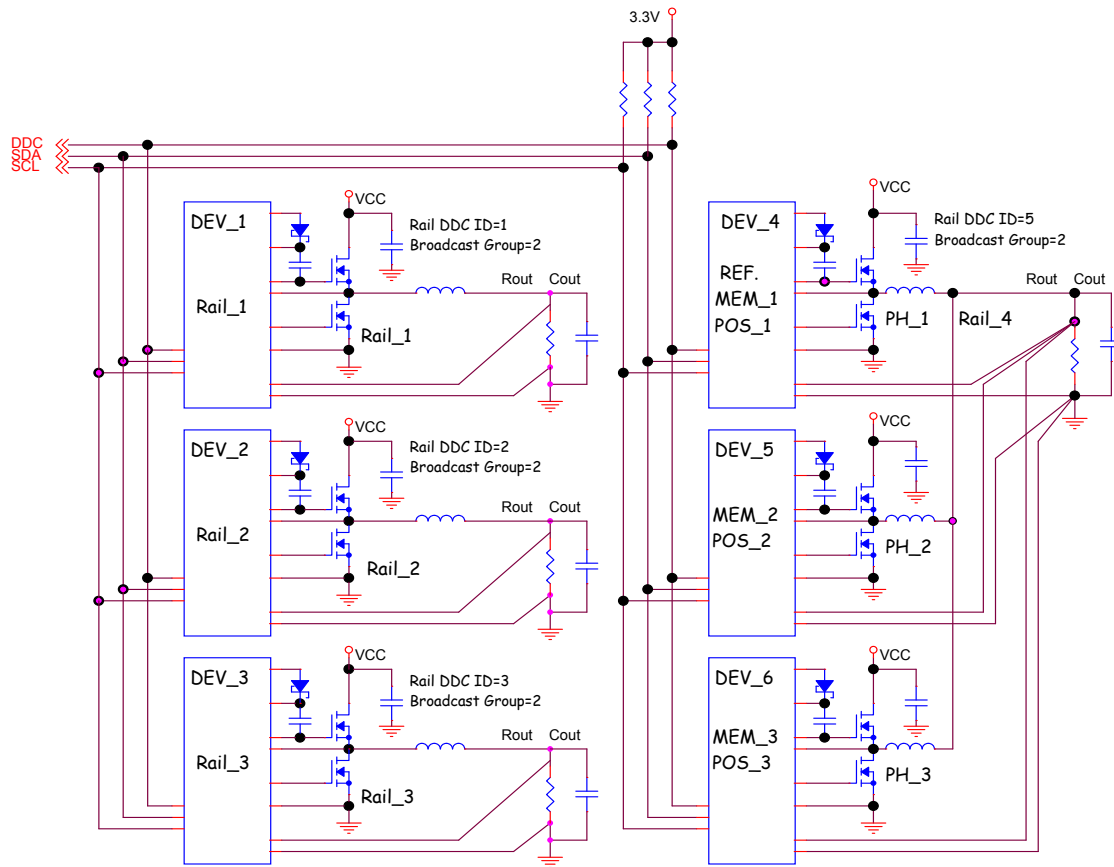 3.3V
DDC
SDA
SCL
VCC
DEV_1
Rail DDC ID=1
Broadcast Group=2
Rail_1
Rout Cout
Rail_1
VCC
DEV_2
Rail DDC ID=2
Broadcast Group=2
Rail_2
Rout Cout
Rail_2
VCC
DEV_3
Rail DDC ID=3
Broadcast Group=2
Rail_3
Rout Cout
Rail_3
VCC
DEV_4
Rail DDC ID=5
Broadcast Group=2
REF.
MEM_1
POS_1
Rout Cout
PH_1
Rail_4
VCC
DEV_5
MEM_2
POS_2
PH_2
VCC
DEV_6
MEM_3
POS_3
PH_3